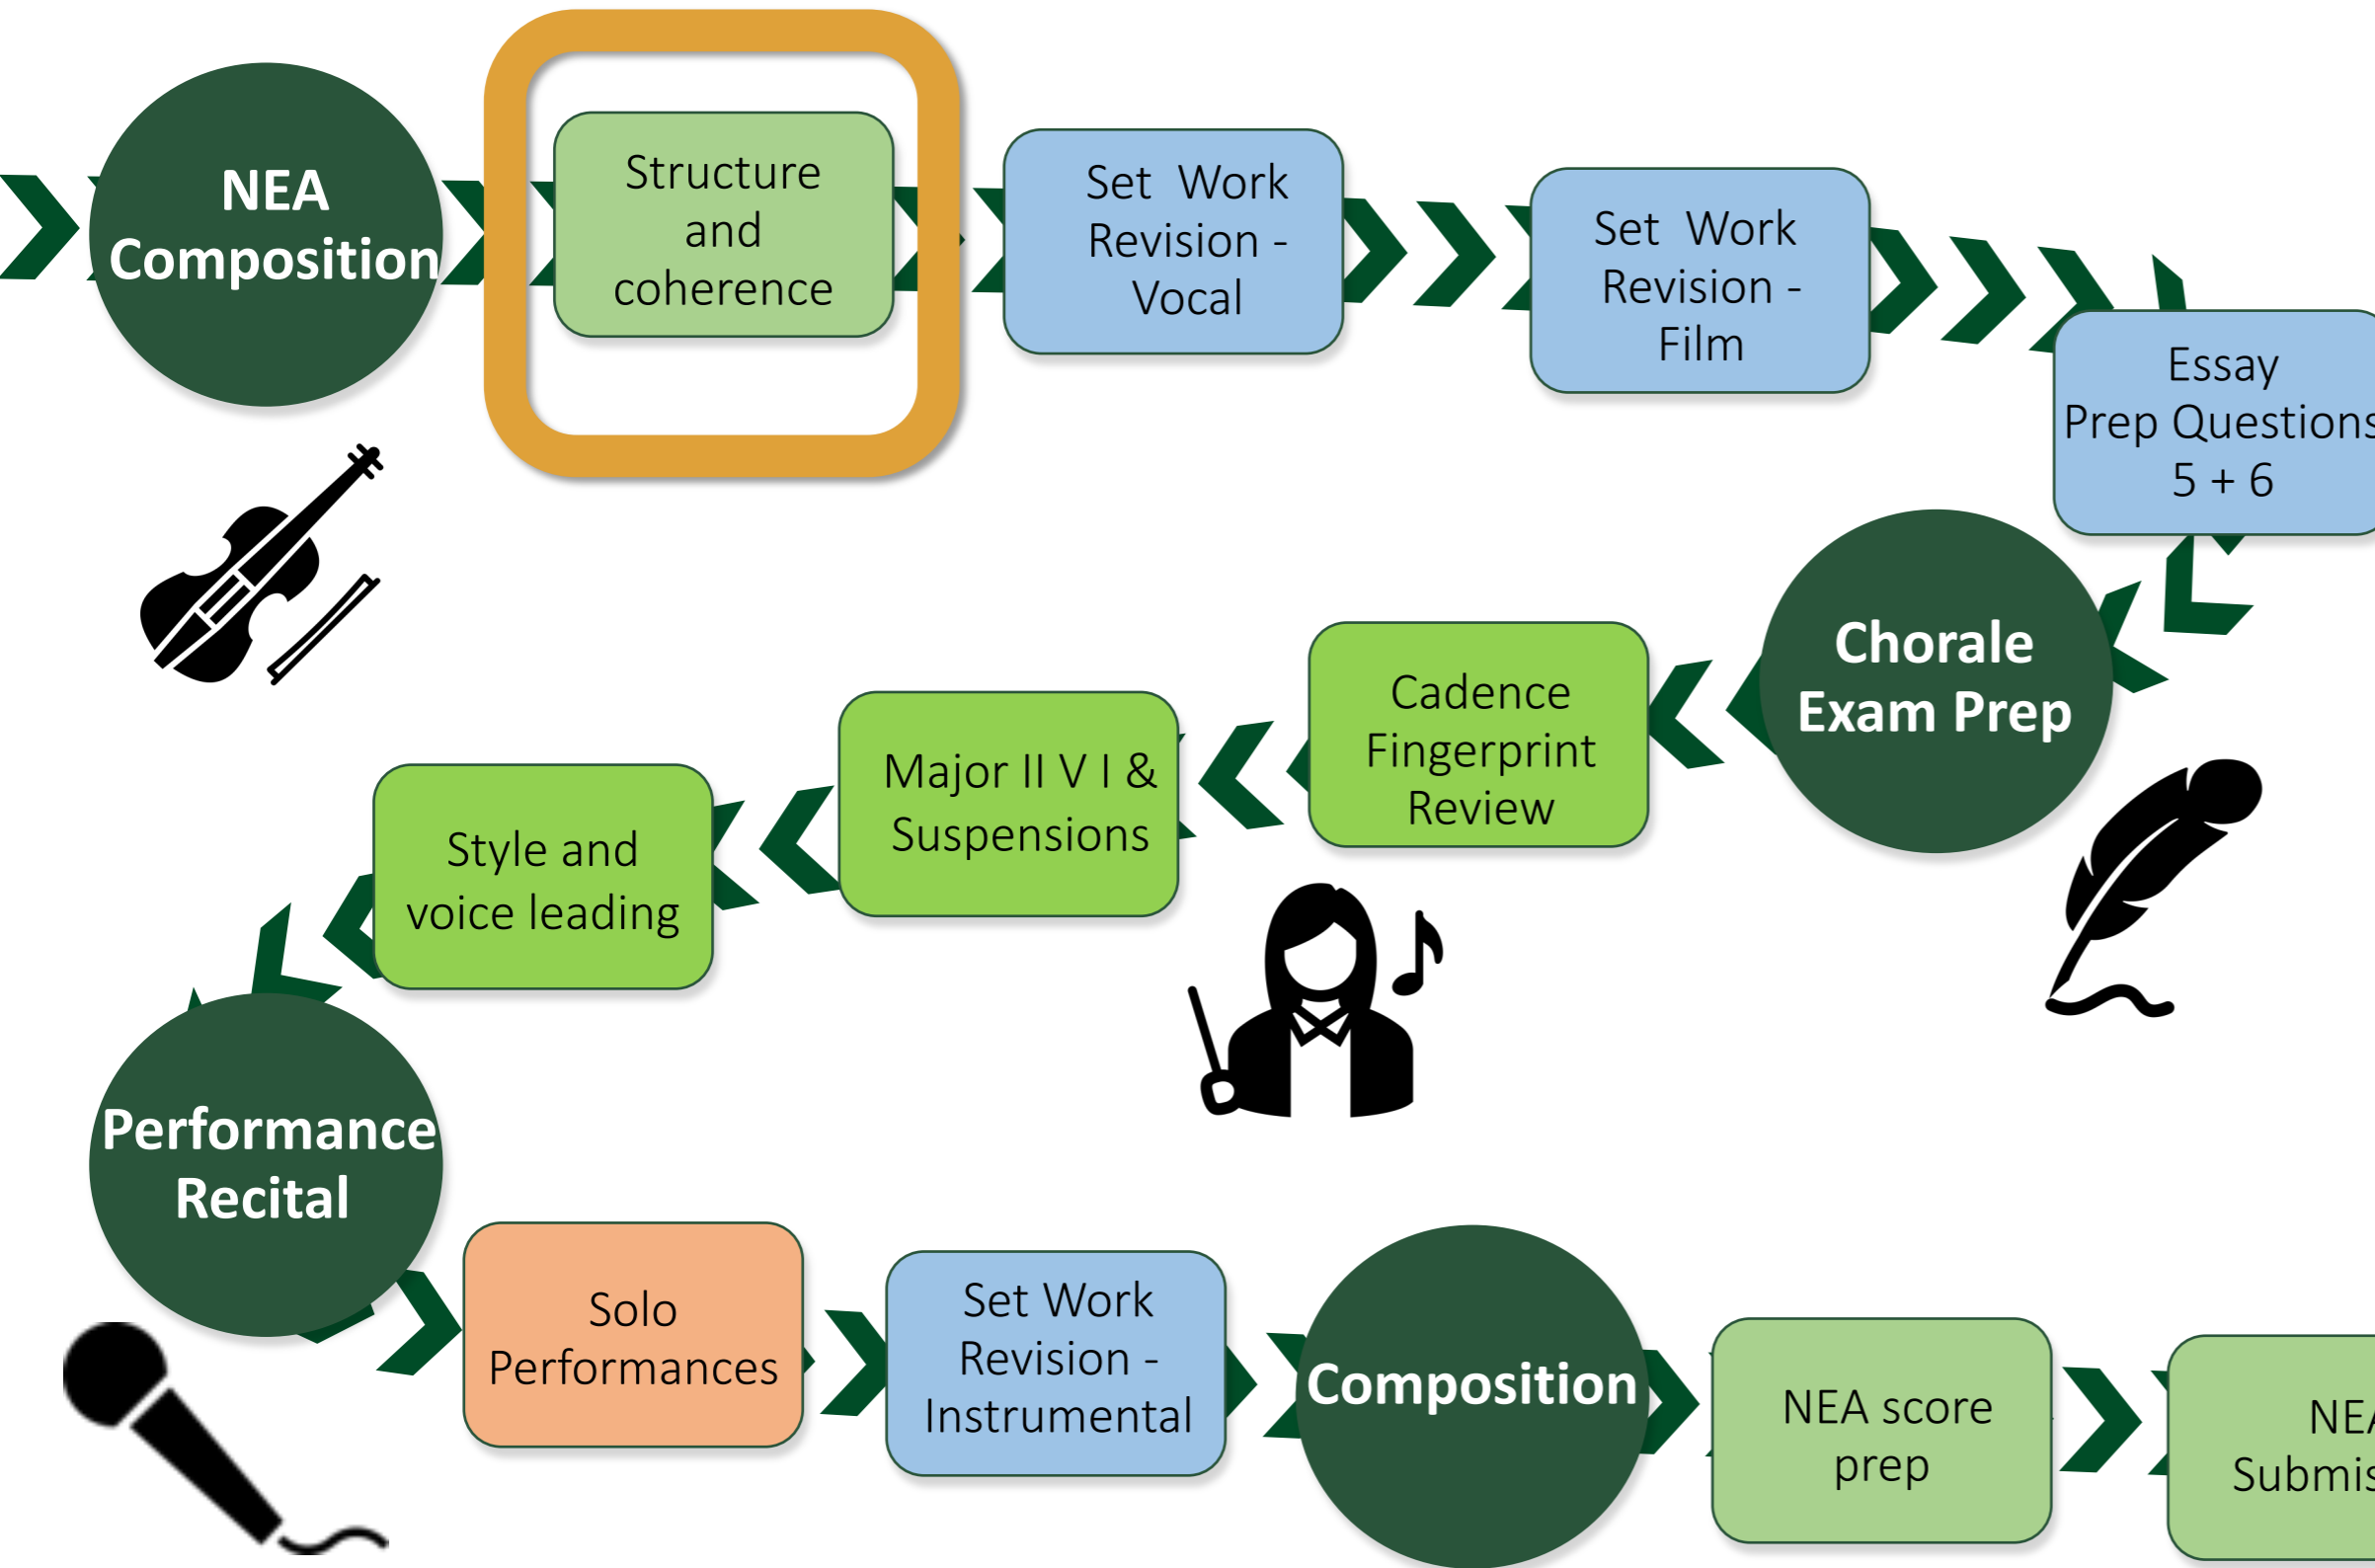 NEA
Composition
Structure
and
coherence
Set Work
Revision -
Vocal
Set Work
Revision -
Film
Essay
Prep Questions
5 + 6
Chorale
Exam Prep
Cadence
Fingerprint
Review
Major II V I &
Suspensions
Style and
voice leading
Performance
Recital
Solo
Performances
Set Work
Revision -
Instrumental
Composition
NEA score
prep